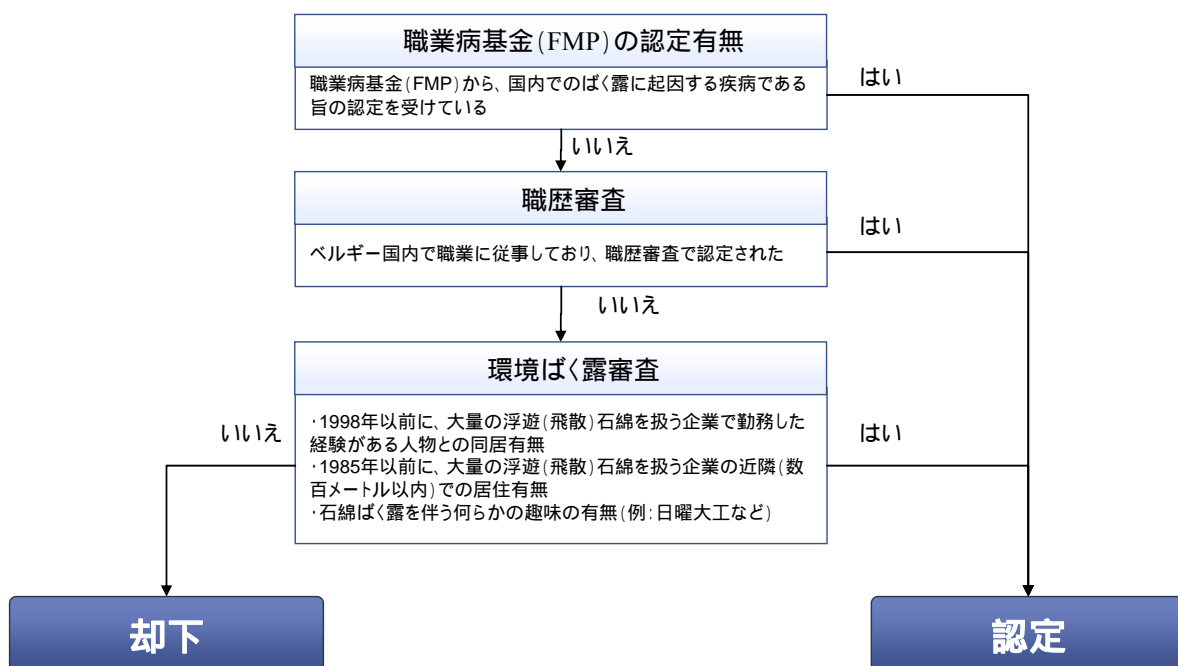 職業病基金(FMP)の認定有無
職業病基金(FMP)から、国内でのばく露に起因する疾病である
旨の認定を受けている
はい
いいえ
職歴審査
はい
ベルギー国内で職業に従事しており、職歴審査で認定された
いいえ
環境ばく露審査
・1998年以前に、大量の浮遊(飛散)石綿を扱う企業で勤務した
経験がある人物との同居有無
・1985年以前に、大量の浮遊(飛散)石綿を扱う企業の近隣(数
百メートル以内)での居住有無
・石綿ばく露を伴う何らかの趣味の有無(例:日曜大工など)
いいえ
はい
却下
認定